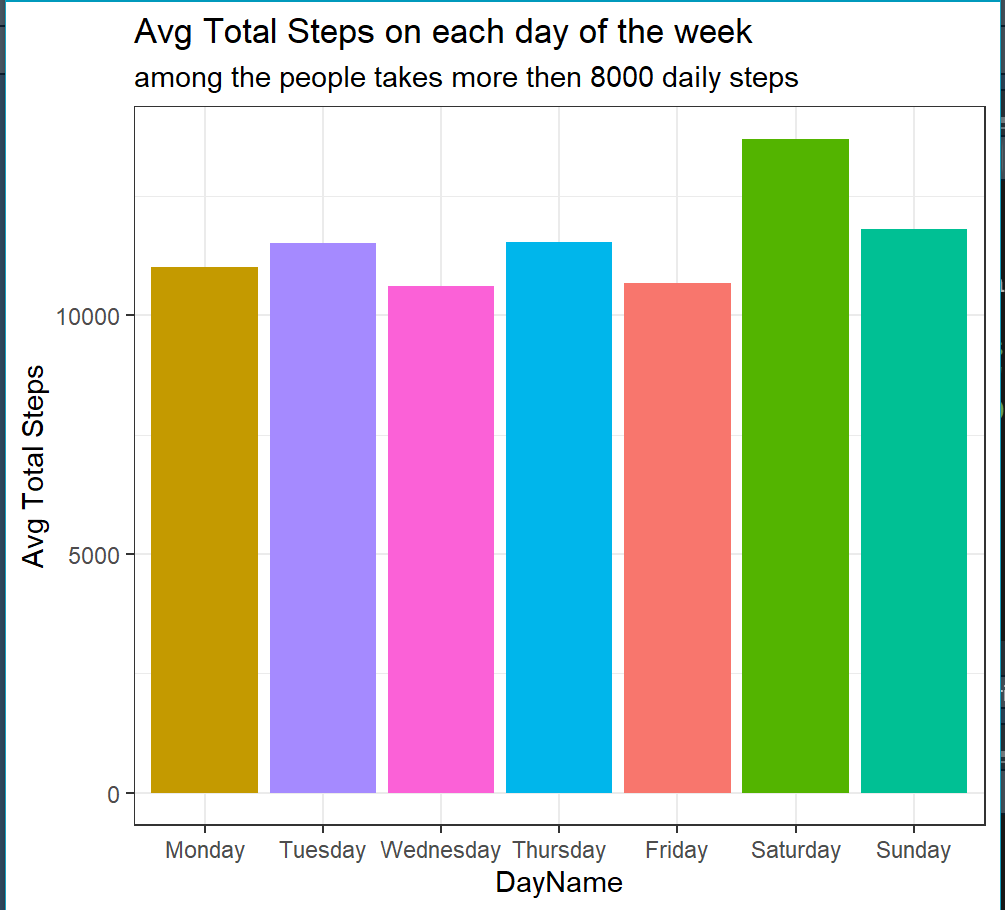 Avg Total Steps on each day of the week
among the people takes more then 8000 daily steps
Avg Total Steps
10000
5000
0
Monday Tuesday Wednesday Thursday Friday Saturday Sunday
DayName